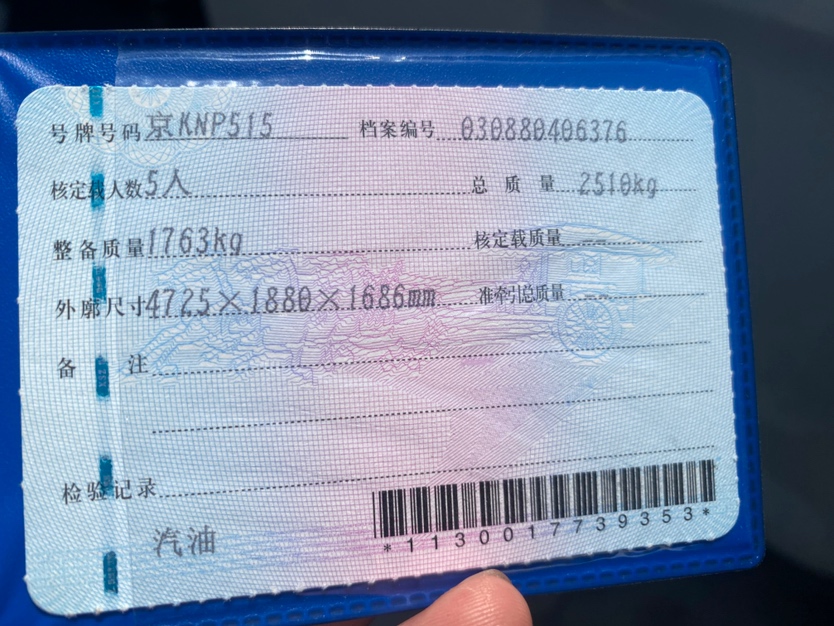 号牌号码 京KNP515 档案编号 030880406376
核定载人数 5人 总质量 2510kg
整备质量 1763kg 核定载质量 --
外廓尺寸 4725×1880×1686mm 准牵引总质量 --
备注
检验记录
汽油
*1130017739353*